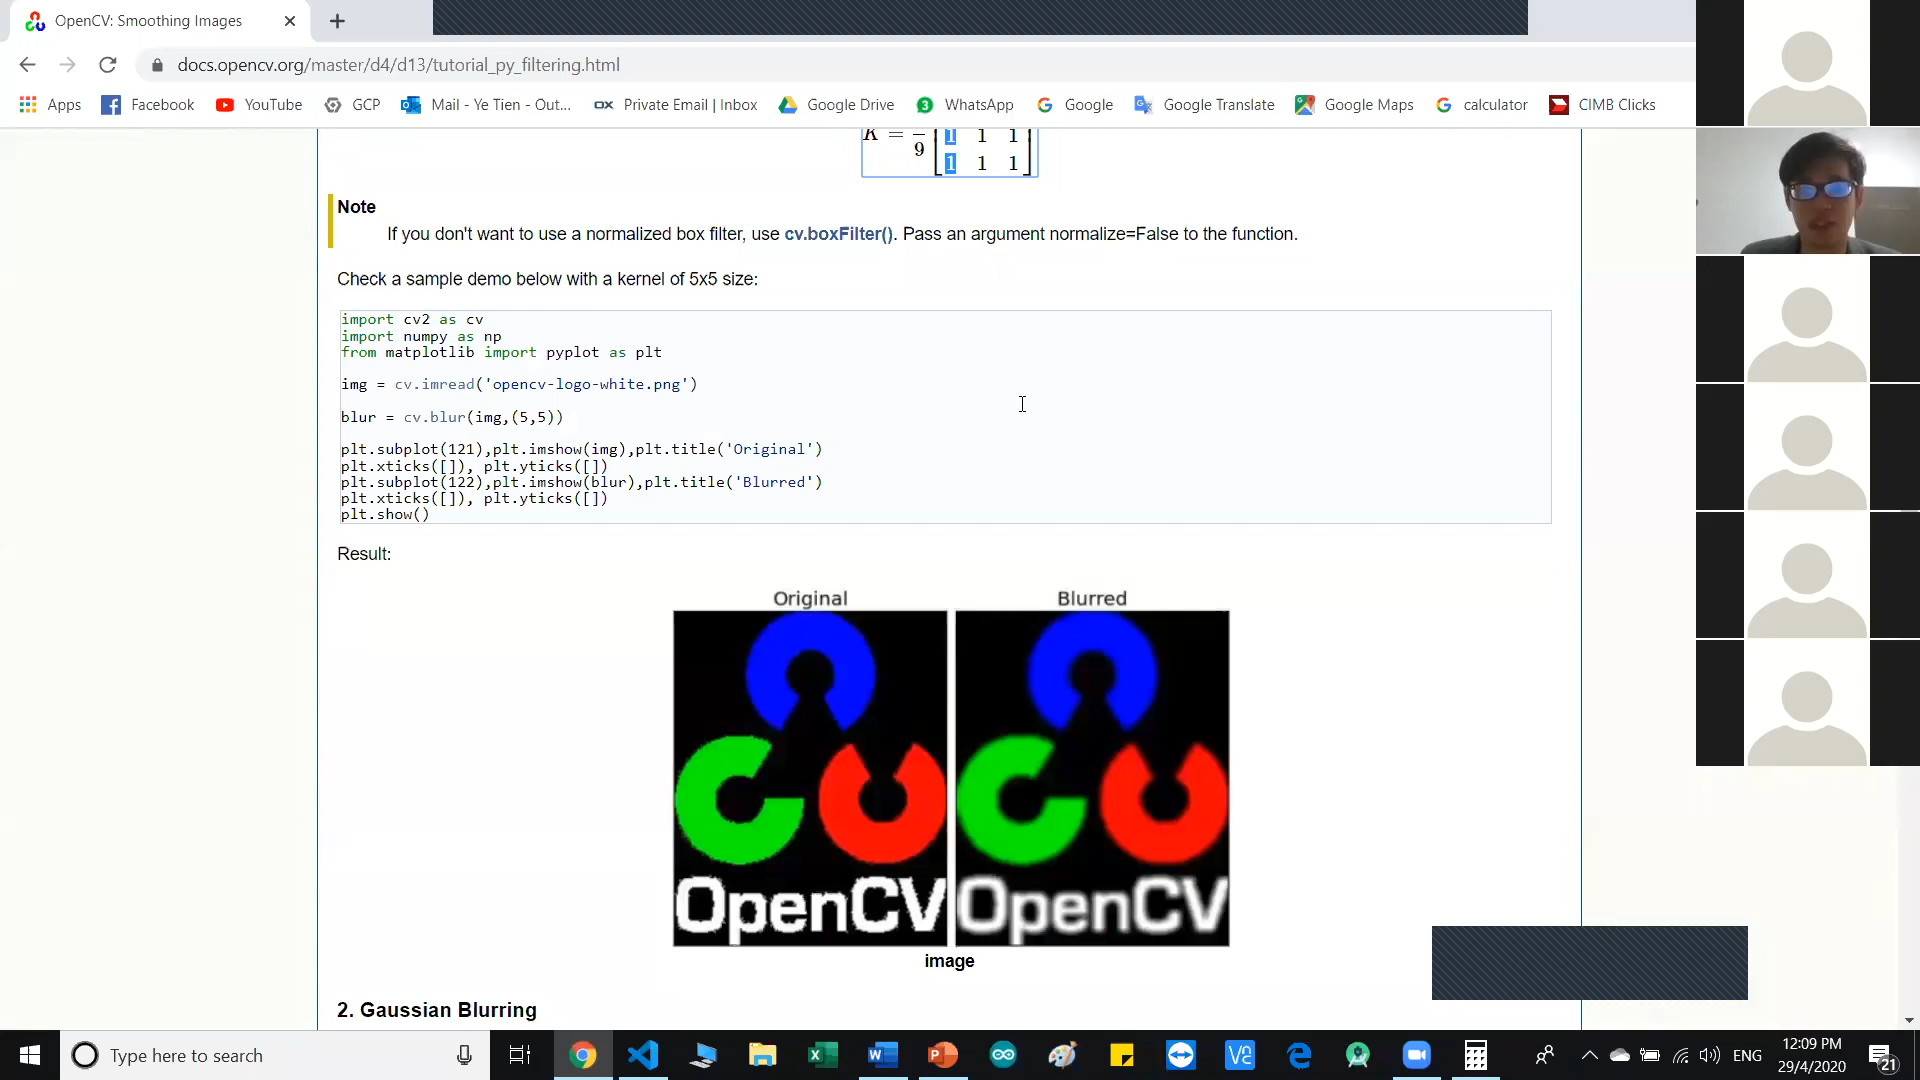 OpenCV: Smoothing Images
docs.opencv.org/master/d4/d13/tutorial_py_filtering.html
Apps Facebook YouTube GCP Mail - Ye Tien - Out... Private Email | Inbox Google Drive 3 WhatsApp Google Google Translate Google Maps calculator CIMB Clicks
K = 9 1 1 1
1 1 1
Note
If you don't want to use a normalized box filter, use cv.boxFilter(). Pass an argument normalize=False to the function.
Check a sample demo below with a kernel of 5x5 size:
import cv2 as cv
import numpy as np
from matplotlib import pyplot as plt
img = cv.imread('opencv-logo-white.png')
blur = cv.blur(img,(5,5))
plt.subplot(121),plt.imshow(img),plt.title('Original')
plt.xticks([]), plt.yticks([])
plt.subplot(122),plt.imshow(blur),plt.title('Blurred')
plt.xticks([]), plt.yticks([])
plt.show()
Result:
Original Blurred
OpenCV OpenCV
image
2. Gaussian Blurring
Type here to search
ENG
12:09 PM
29/4/2020
21